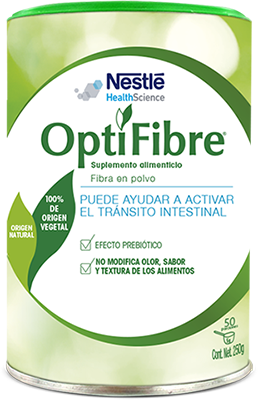 Nestlé
HealthScience
OptiFibre®
Suplemento alimenticio
Fibra en polvo
PUEDE AYUDAR A ACTIVAR
EL TRÁNSITO INTESTINAL
100%
DE
ORIGEN
VEGETAL
ORIGEN
NATURAL
EFECTO PREBIÓTICO
NO MODIFICA OLOR, SABOR
Y TEXTURA DE LOS ALIMENTOS
50
Cont. Net. 250g